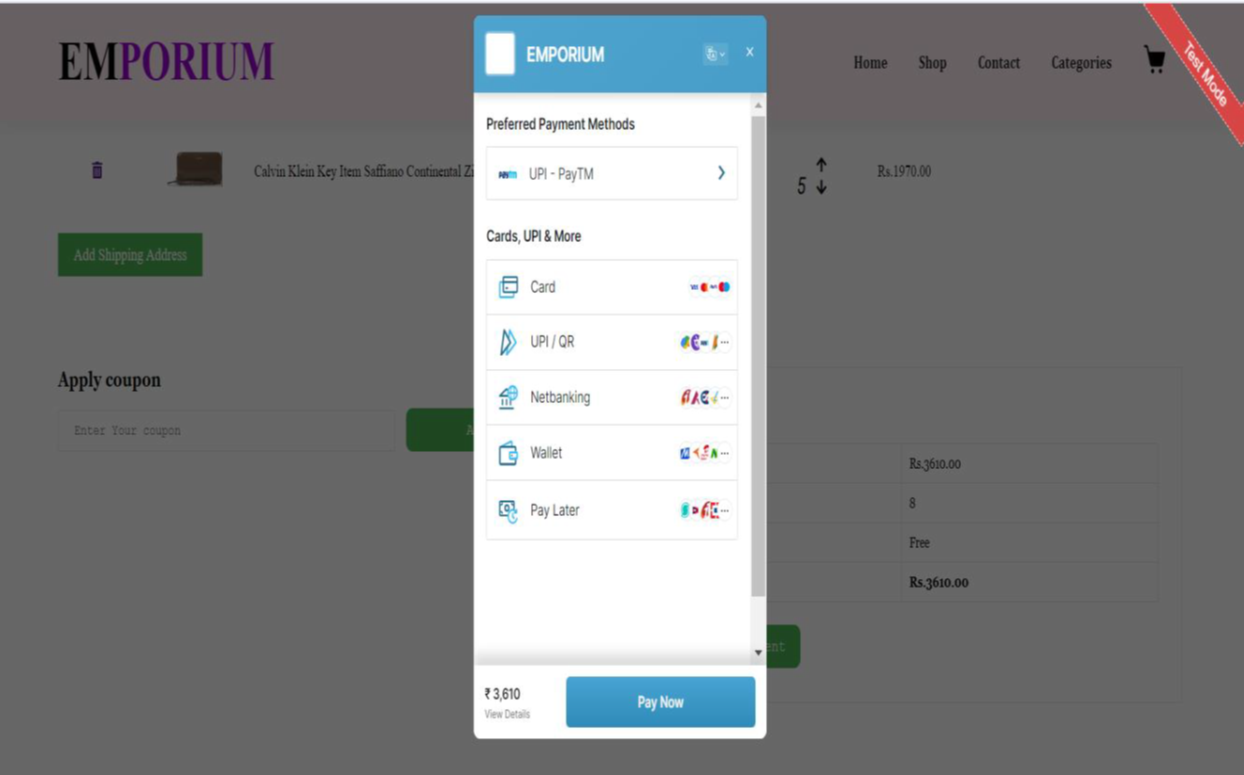 EMPORIUM
Home Shop Contact Categories
Test Mode
Calvin Klein Key Item Saffiano Continental
5
Rs.1970.00
Add Shipping Address
Apply coupon
Enter Your coupon
Rs.3610.00
8
Free
Rs.3610.00
EMPORIUM
X
Preferred Payment Methods
UPI - PayTM
Cards, UPI & More
Card
UPI / QR
Netbanking
Wallet
Pay Later
₹ 3,610
View Details
Pay Now